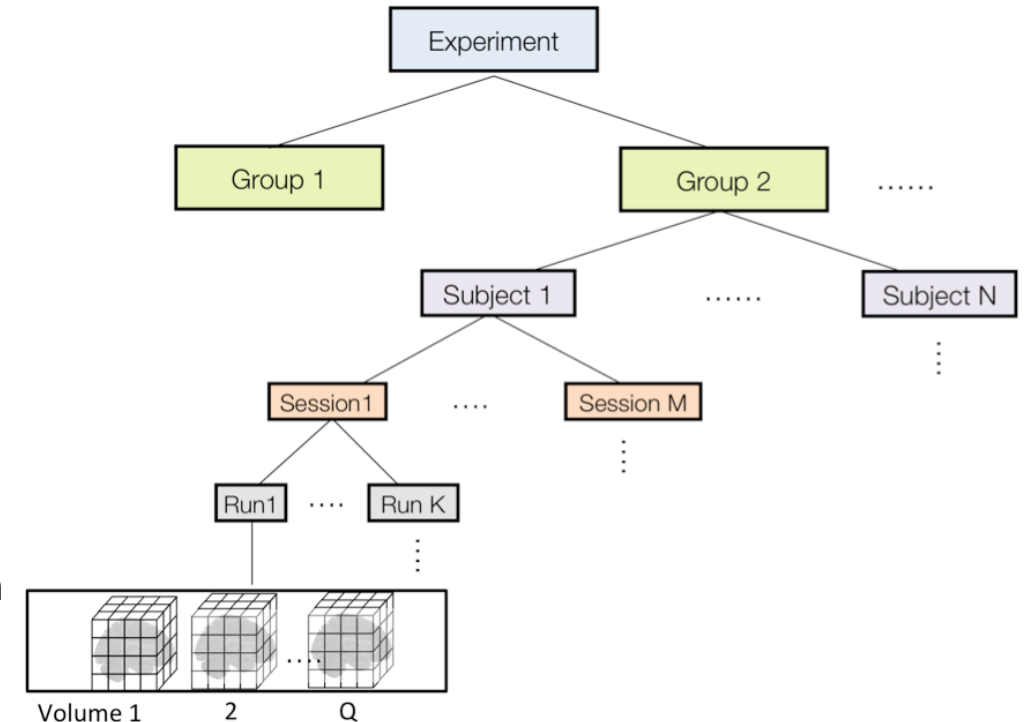 Experiment
Group 1
Group 2
......
Subject 1
......
Subject N
Session1
....
Session M
Run1
....
Run K
....
Volume 1
2
Q